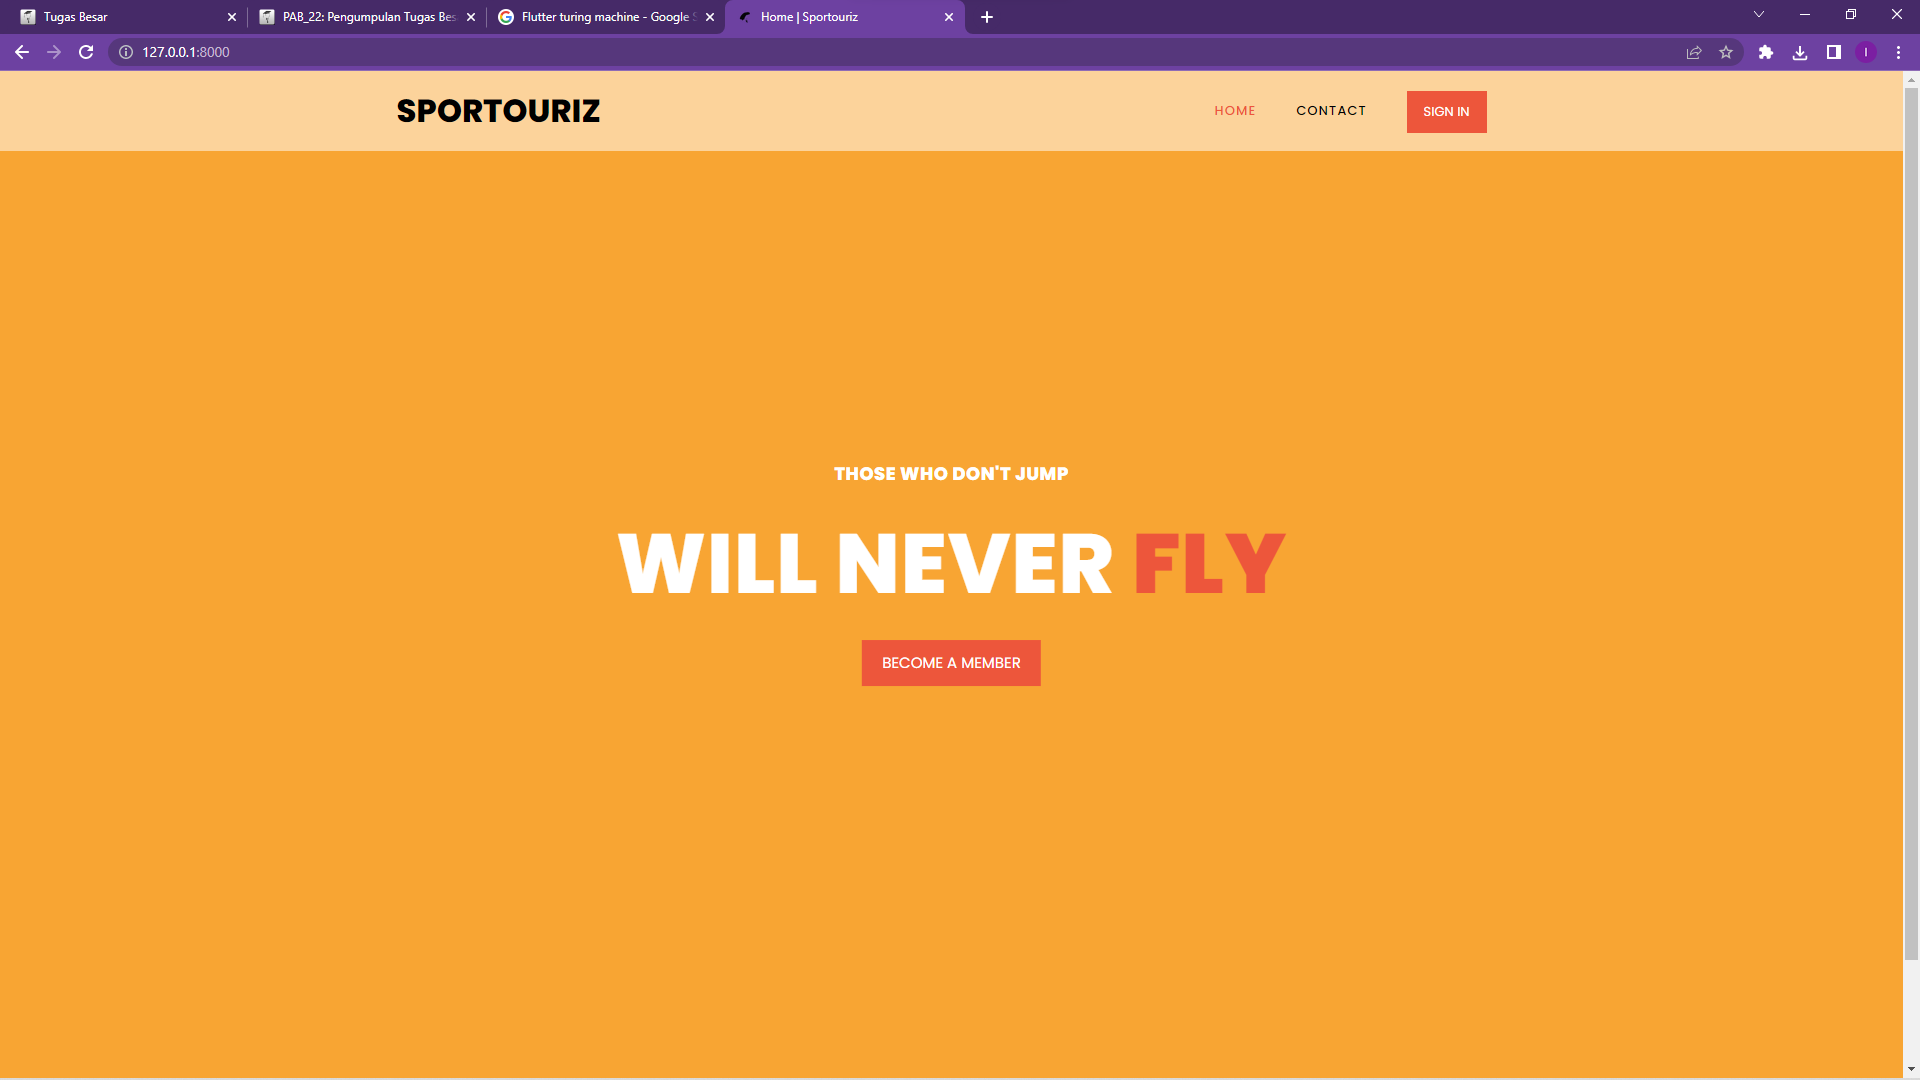 Tugas Besar
PAB_22: Pengumpulan Tugas Bes
Flutter turing machine - Google S
Home | Sportouriz
127.0.0.1:8000
I
SPORTOURIZ
HOME
CONTACT
SIGN IN
THOSE WHO DON'T JUMP
WILL NEVER FLY
BECOME A MEMBER